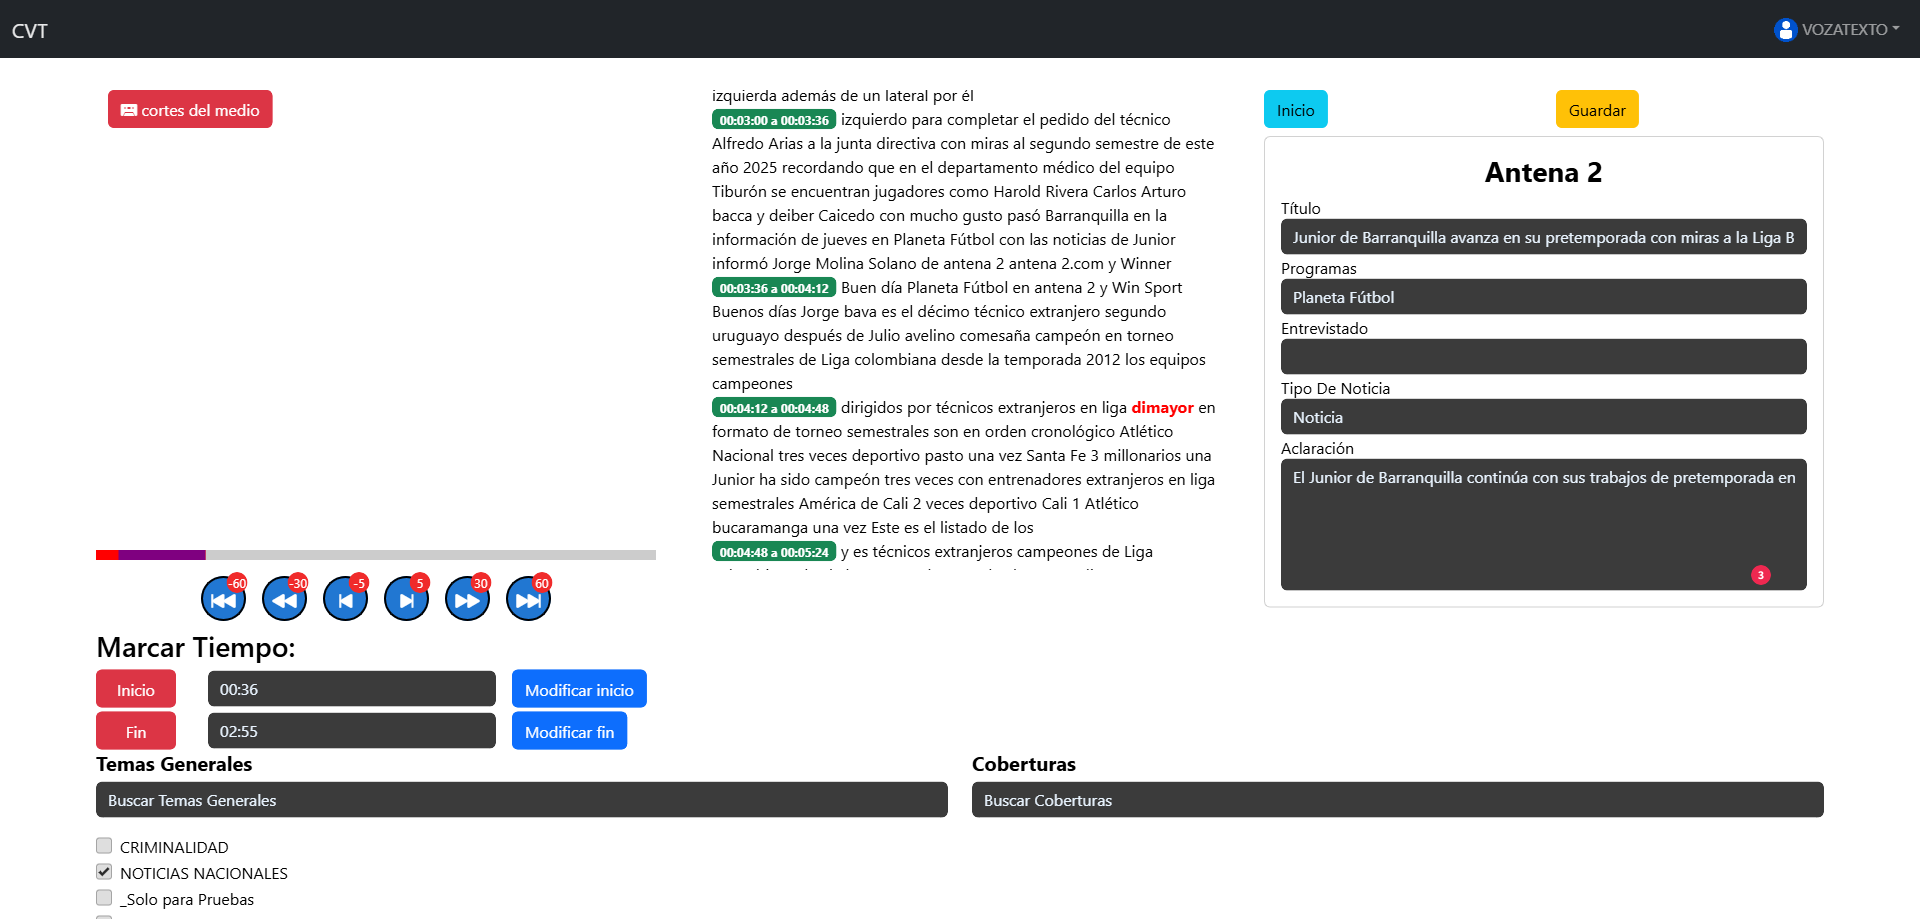 CVT
VOZATEXTO
cortes del medio
-60
-30
-5
5
30
60
Marcar Tiempo:
Inicio
00:36
Modificar inicio
Fin
02:55
Modificar fin
izquierda además de un lateral por él
00:03:00 a 00:03:36 izquierdo para completar el pedido del técnico
Alfredo Arias a la junta directiva con miras al segundo semestre de este
año 2025 recordando que en el departamento médico del equipo
Tiburón se encuentran jugadores como Harold Rivera Carlos Arturo
bacca y deiber Caicedo con mucho gusto pasó Barranquilla en la
información de jueves en Planeta Fútbol con las noticias de Junior
informó Jorge Molina Solano de antena 2 antena 2.com y Winner
00:03:36 a 00:04:12 Buen día Planeta Fútbol en antena 2 y Win Sport
Buenos días Jorge bava es el décimo técnico extranjero segundo
uruguayo después de Julio avelino comesaña campeón en torneo
semestrales de Liga colombiana desde la temporada 2012 los equipos
campeones
00:04:12 a 00:04:48 dirigidos por técnicos extranjeros en liga dimayor en
formato de torneo semestrales son en orden cronológico Atlético
Nacional tres veces deportivo pasto una vez Santa Fe 3 millonarios una
Junior ha sido campeón tres veces con entrenadores extranjeros en liga
semestrales América de Cali 2 veces deportivo Cali 1 Atlético
bucaramanga una vez Este es el listado de los
00:04:48 a 00:05:24 y es técnicos extranjeros campeones de Liga
Inicio
Guardar
Antena 2
Título
Junior de Barranquilla avanza en su pretemporada con miras a la Liga B
Programas
Planeta Fútbol
Entrevistado
Tipo De Noticia
Noticia
Aclaración
El Junior de Barranquilla continúa con sus trabajos de pretemporada en
3
Temas Generales
Buscar Temas Generales
CRIMINALIDAD
NOTICIAS NACIONALES
_Solo para Pruebas
Coberturas
Buscar Coberturas